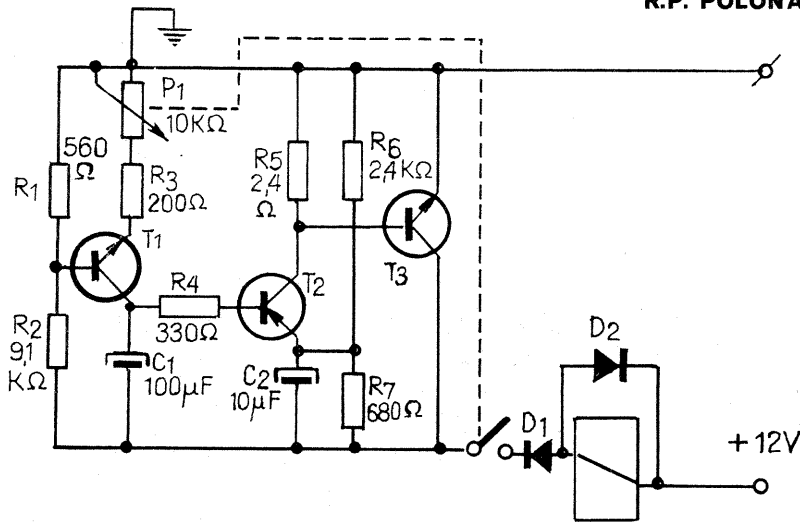 R.P. POLONA
P1
10KΩ
560
Ω
R1
R3
200Ω
R5
2,4
Ω
R6
2,4KΩ
T1
T2
T3
R4
330Ω
R2
9,1
KΩ
C1
100µF
C2
10µF
R7
680Ω
D2
D1
+12V